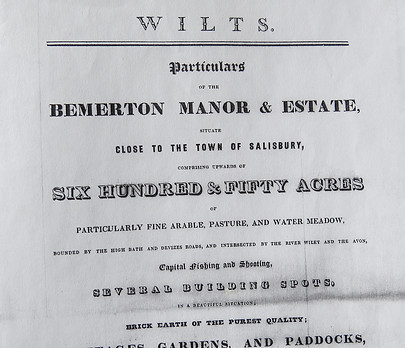 WILTS.
Particulars
OF THE
BEMERTON MANOR & ESTATE,
SITUATE
CLOSE TO THE TOWN OF SALISBURY,
COMPRISING UPWARDS OF
SIX HUNDRED & FIFTY ACRES
OF
PARTICULARLY FINE ARABLE, PASTURE, AND WATER MEADOW,
BOUNDED BY THE HIGH BATH AND DEVIZES ROADS, AND INTERSECTED BY THE RIVER WILEY AND THE AVON,
Capital Fishing and Shooting,
SEVERAL BUILDING SPOTS,
IN A BEAUTIFUL SITUATION;
BRICK EARTH OF THE PUREST QUALITY;
GARDENS, AND PADDOCKS,